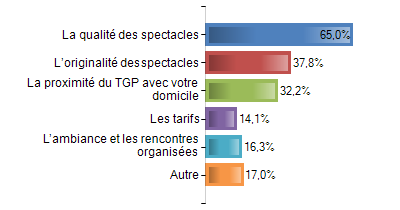 La qualité des spectacles 65,0%
L'originalité des spectacles 37,8%
La proximité du TGP avec votre
domicile 32,2%
Les tarifs 14,1%
L'ambiance et les rencontres
organisées 16,3%
Autre 17,0%